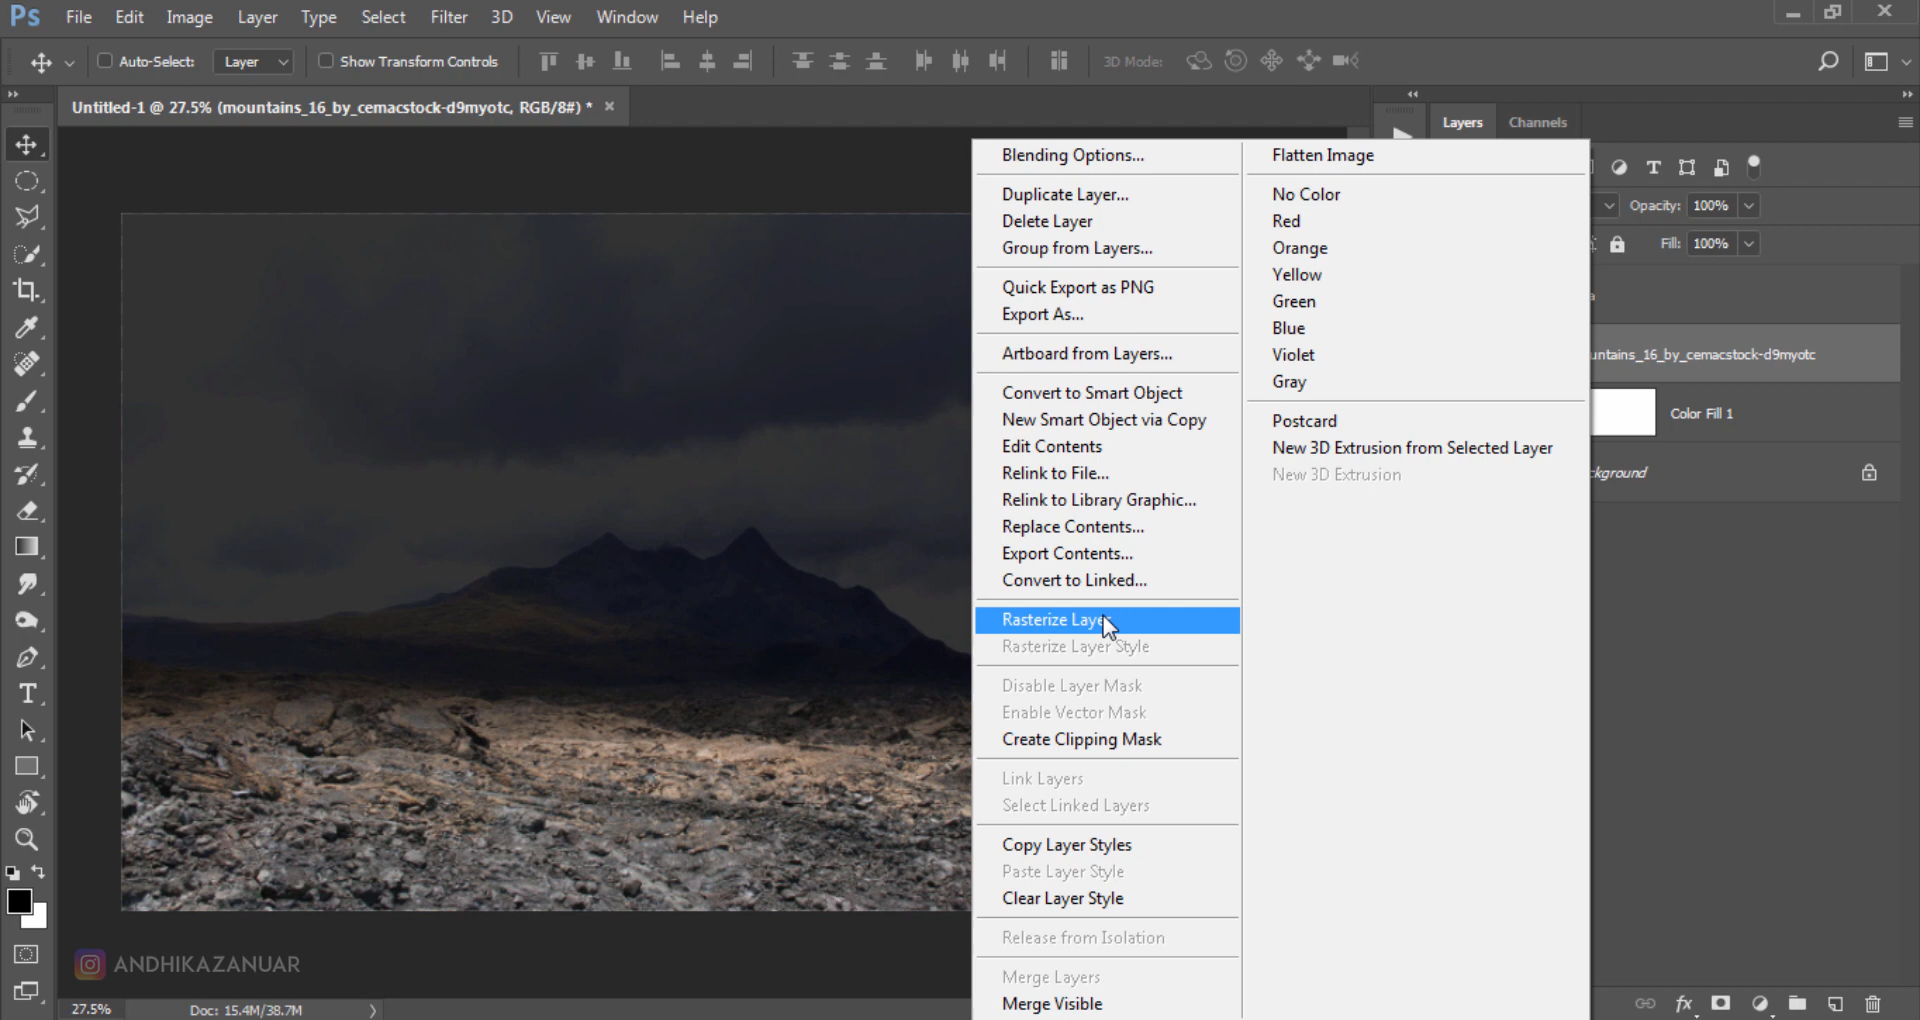 Ps File Edit Image Layer Type Select Filter 3D View Window Help
Auto-Select: Layer Show Transform Controls 3D Mode:
Untitled-1 @ 27.5% (mountains_16_by_cemacstock-d9myotc, RGB/8#) *
Layers Channels
Blending Options...
Duplicate Layer...
Delete Layer
Group from Layers...
Quick Export as PNG
Export As...
Artboard from Layers...
Convert to Smart Object
New Smart Object via Copy
Edit Contents
Relink to File...
Relink to Library Graphic...
Replace Contents...
Export Contents...
Convert to Linked...
Rasterize Layer
Rasterize Layer Style
Disable Layer Mask
Enable Vector Mask
Create Clipping Mask
Link Layers
Select Linked Layers
Copy Layer Styles
Paste Layer Style
Clear Layer Style
Release from Isolation
Merge Layers
Merge Visible
Flatten Image
No Color
Red
Orange
Yellow
Green
Blue
Violet
Gray
Postcard
New 3D Extrusion from Selected Layer
New 3D Extrusion
Opacity: 100%
Fill: 100%
a
untains_16_by_cemacstock-d9myotc
Color Fill 1
kground
fx
ANDHIKAZANUAR
27.5% Doc: 15.4M/38.7M